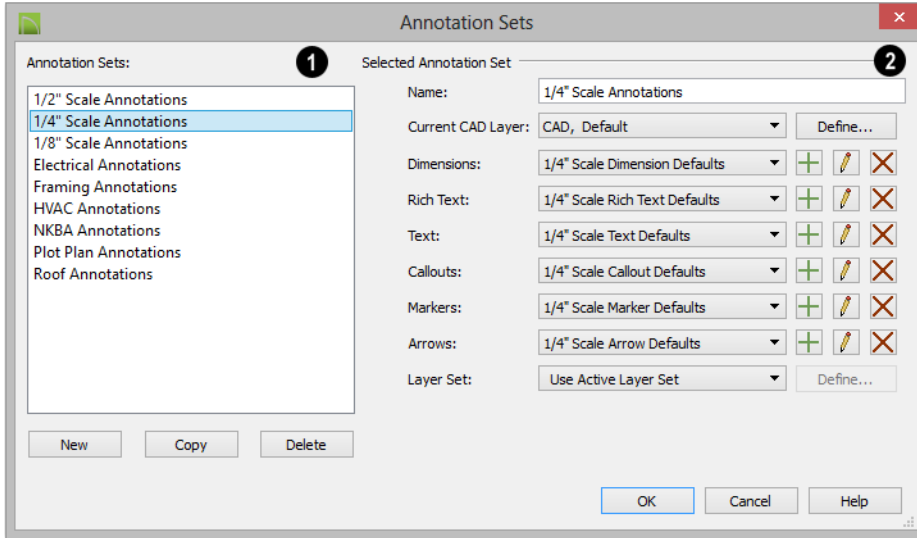 Annotation Sets
Annotation Sets:
1
1/2" Scale Annotations
1/4" Scale Annotations
1/8" Scale Annotations
Electrical Annotations
Framing Annotations
HVAC Annotations
NKBA Annotations
Plot Plan Annotations
Roof Annotations
New Copy Delete
Selected Annotation Set
2
Name: 1/4" Scale Annotations
Current CAD Layer: CAD, Default Define...
Dimensions: 1/4" Scale Dimension Defaults
Rich Text: 1/4" Scale Rich Text Defaults
Text: 1/4" Scale Text Defaults
Callouts: 1/4" Scale Callout Defaults
Markers: 1/4" Scale Marker Defaults
Arrows: 1/4" Scale Arrow Defaults
Layer Set: Use Active Layer Set Define...
OK Cancel Help